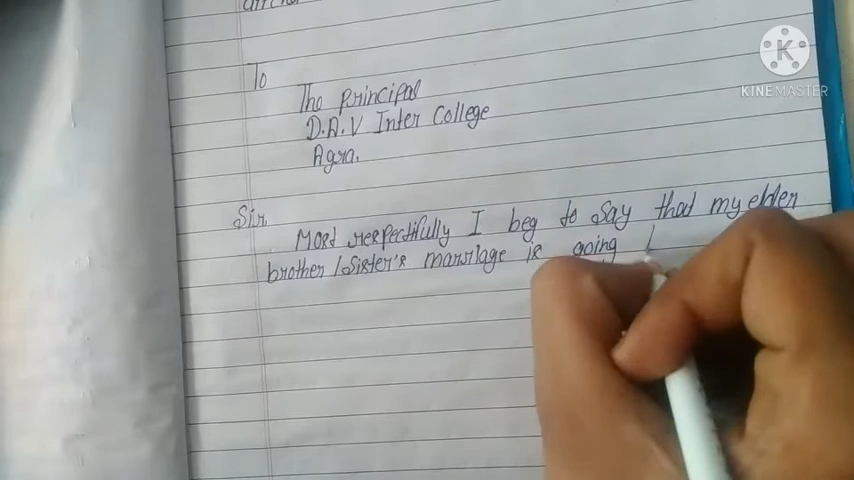 KINEMASTER
To
The Principal
D.A.V Inter College
Agra.
Sir
Most respectfully I beg to say that my elder
brother/sister's marriage is going